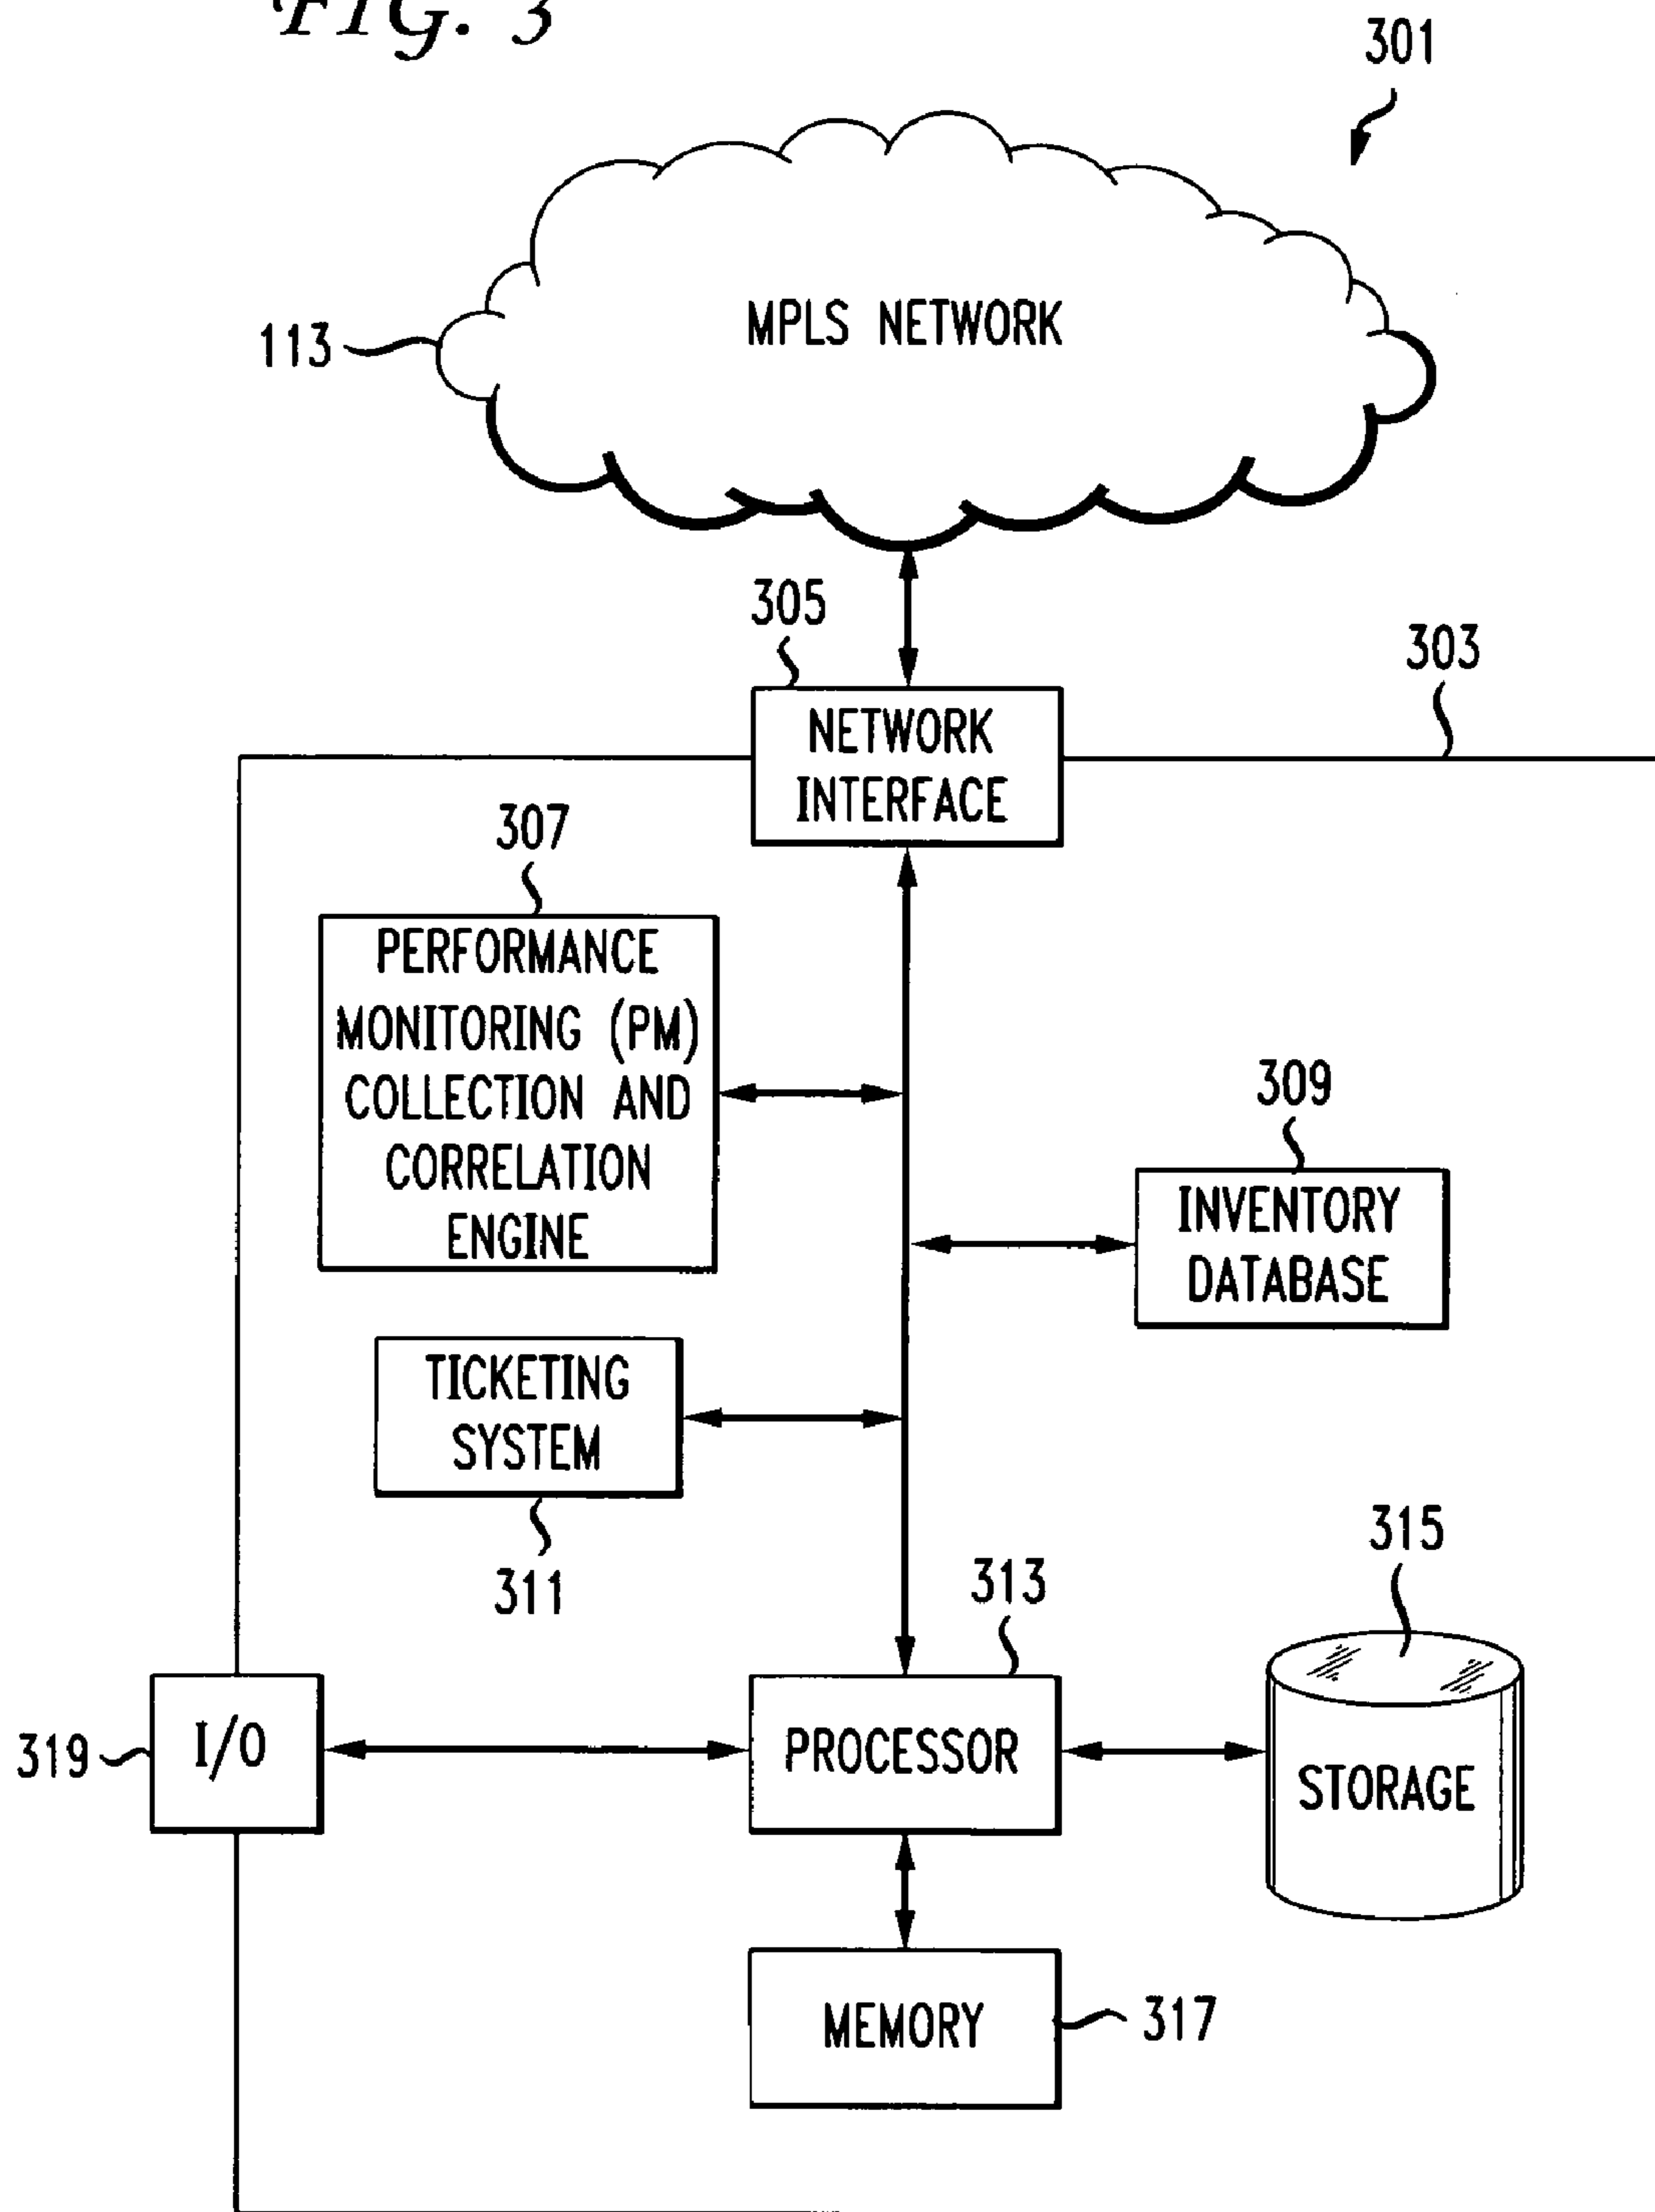 FIG. 3
301
MPLS NETWORK
113
305
303
NETWORK
INTERFACE
307
PERFORMANCE
MONITORING (PM)
COLLECTION AND
CORRELATION
ENGINE
309
INVENTORY
DATABASE
TICKETING
SYSTEM
311
313
315
319
I/O
PROCESSOR
STORAGE
MEMORY
317